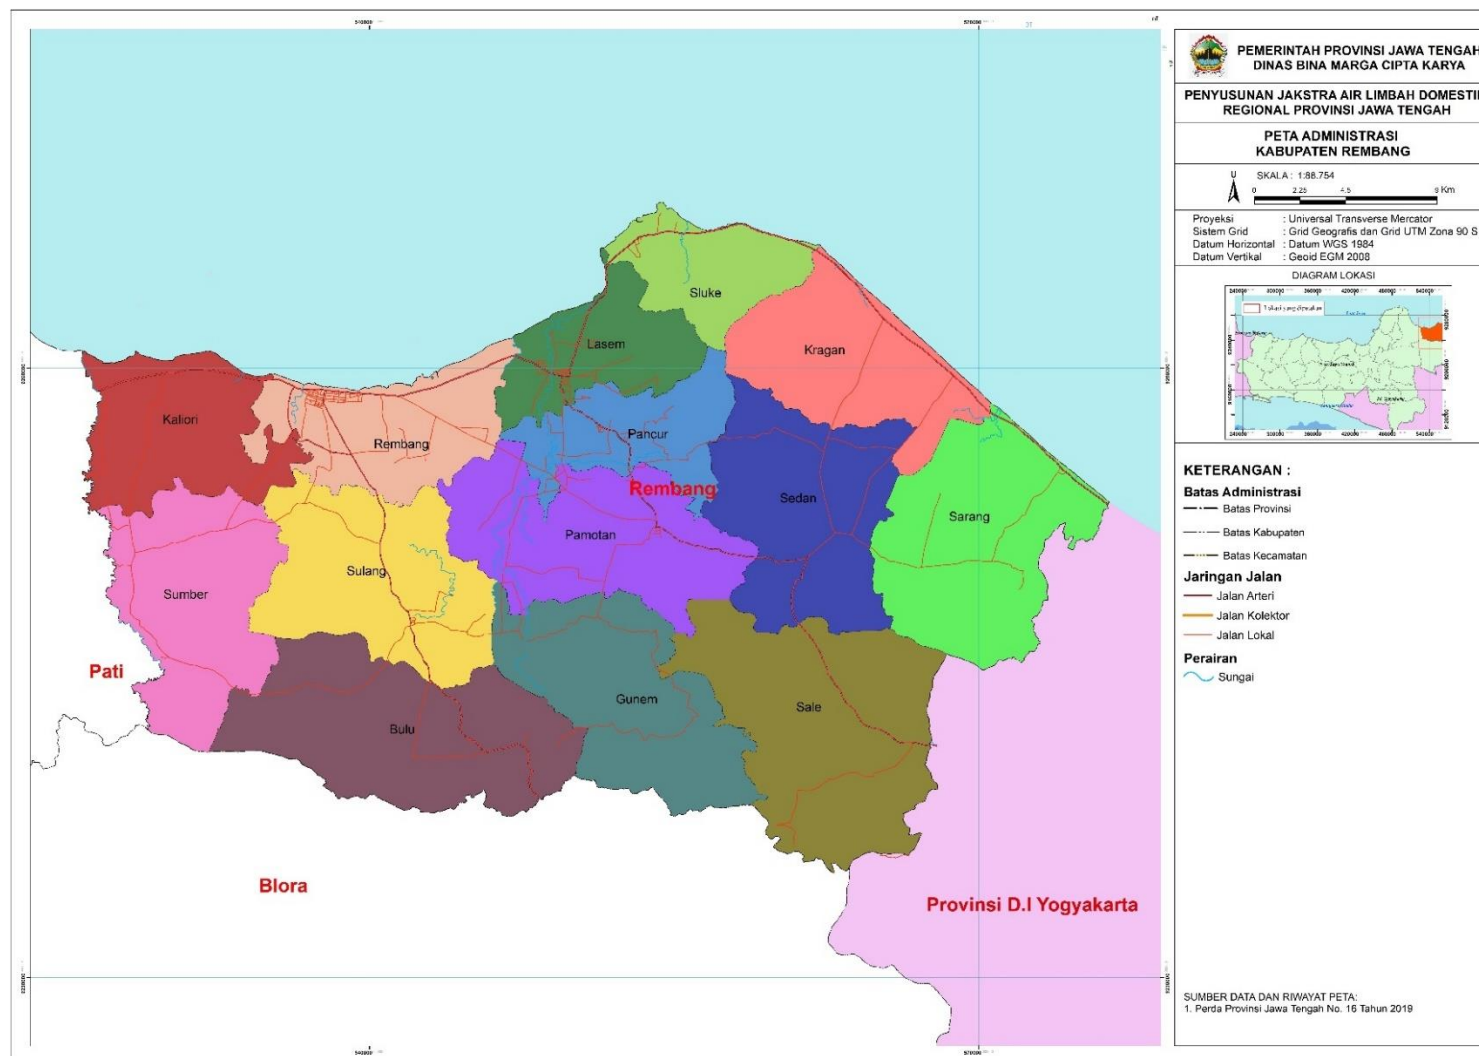 PEMERINTAH PROVINSI JAWA TENGAH
DINAS BINA MARGA CIPTA KARYA
PENYUSUNAN JAKSTRA AIR LIMBAH DOMESTI
REGIONAL PROVINSI JAWA TENGAH
PETA ADMINISTRASI
KABUPATEN REMBANG
U
SKALA : 1:88.754
0 2.25 4.5 9 Km
Proyeksi : Universal Transverse Mercator
Sistem Grid : Grid Geografis dan Grid UTM Zona 90 S
Datum Horizontal : Datum WGS 1984
Datum Vertikal : Geoid EGM 2008
DIAGRAM LOKASI
KETERANGAN :
Batas Administrasi
Batas Provinsi
Batas Kabupaten
Batas Kecamatan
Jaringan Jalan
Jalan Arteri
Jalan Kolektor
Jalan Lokal
Perairan
Sungai
SUMBER DATA DAN RIWAYAT PETA:
1. Perda Provinsi Jawa Tengah No. 16 Tahun 2019
Sluke
Lasem
Kragan
Kaliori
Rembang
Pancur
Rembang
Sedan
Sarang
Pamotan
Sulang
Sumber
Pati
Gunem
Sale
Bulu
Blora
Provinsi D.I Yogyakarta